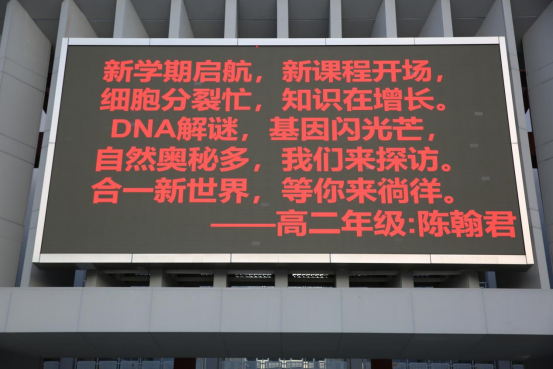 新学期启航，新课程开场，
细胞分裂忙，知识在增长。
DNA解谜，基因闪光芒，
自然奥秘多，我们来探访。
合一新世界，等你来徜徉。
——高二年级:陈翰君